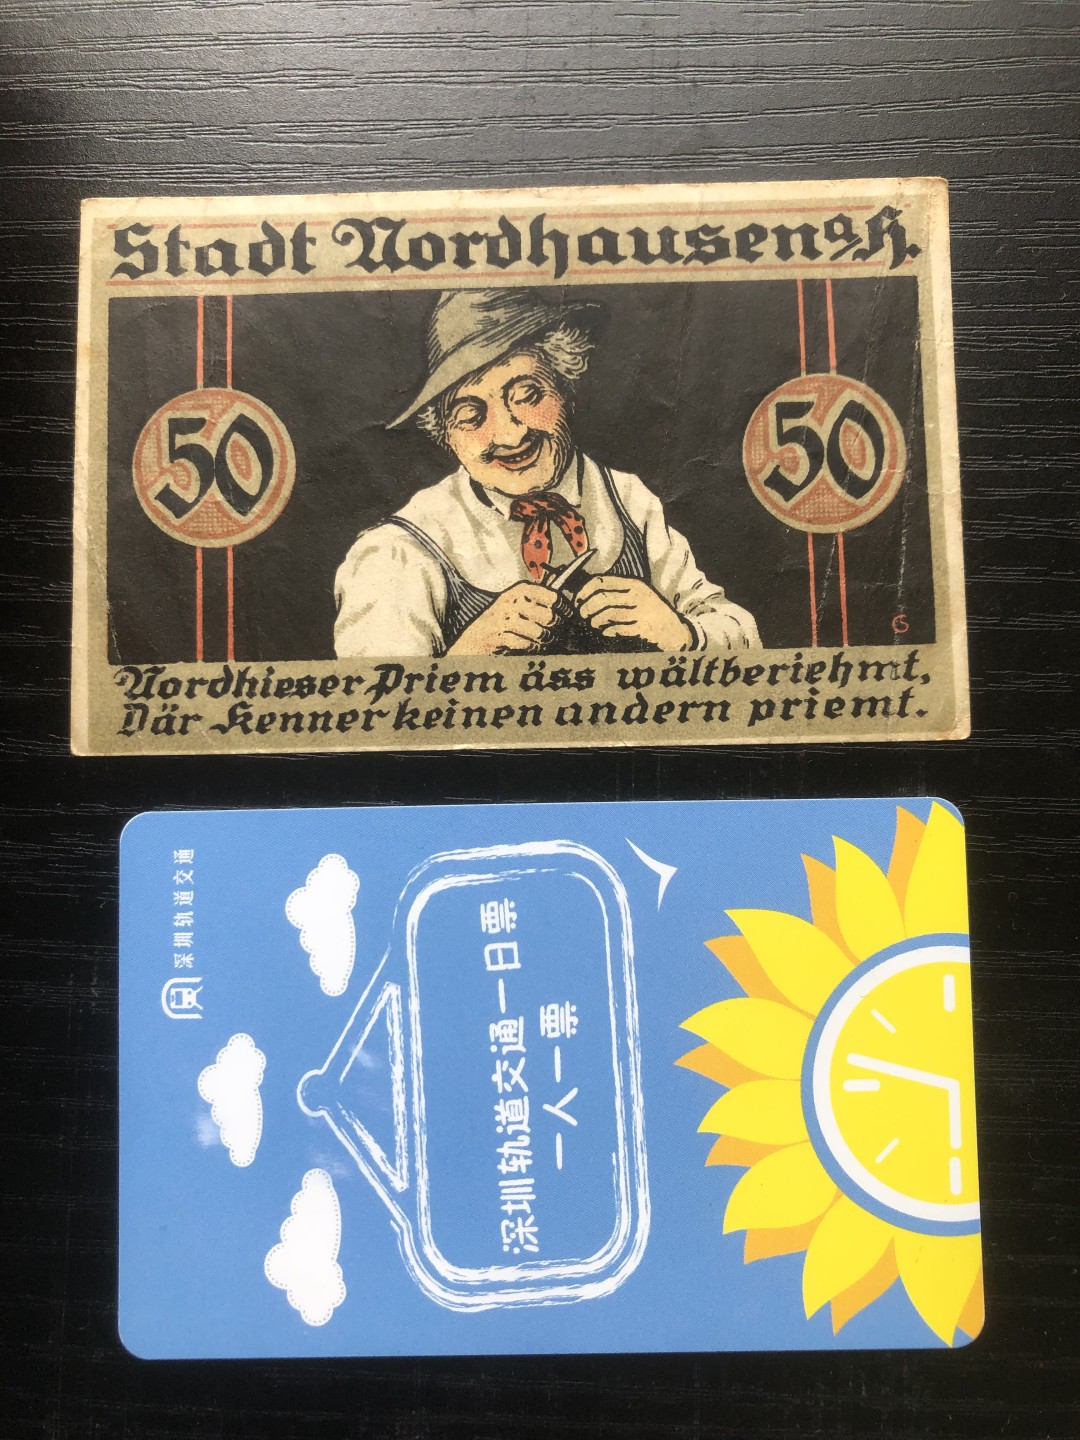 Stadt Nordhausen a/H.
50
50
G
Nordhieser Priem äss wältberiehmt,
Där Kenner keinen andern priemt.
深圳轨道交通
深圳轨道交通一日票
一人一票